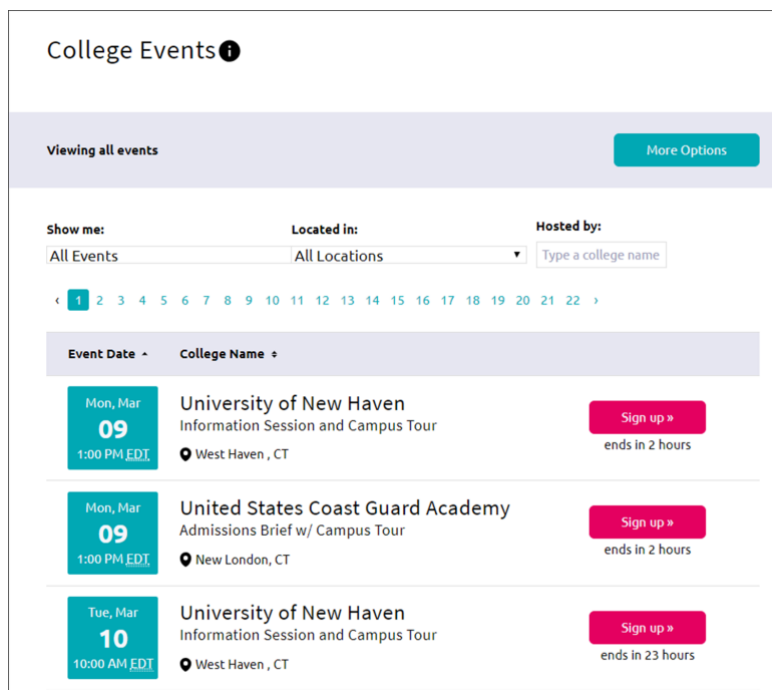 College Events
Viewing all events
More Options
Show me:
Located in:
Hosted by:
All Events
All Locations
Type a college name
‹ 1 2 3 4 5 6 7 8 9 10 11 12 13 14 15 16 17 18 19 20 21 22 ›
Event Date
College Name
Mon, Mar
09
1:00 PM EDT
University of New Haven
Information Session and Campus Tour
West Haven , CT
Sign up »
ends in 2 hours
Mon, Mar
09
1:00 PM EDT
United States Coast Guard Academy
Admissions Brief w/ Campus Tour
New London, CT
Sign up »
ends in 2 hours
Tue, Mar
10
10:00 AM EDT
University of New Haven
Information Session and Campus Tour
West Haven , CT
Sign up »
ends in 23 hours